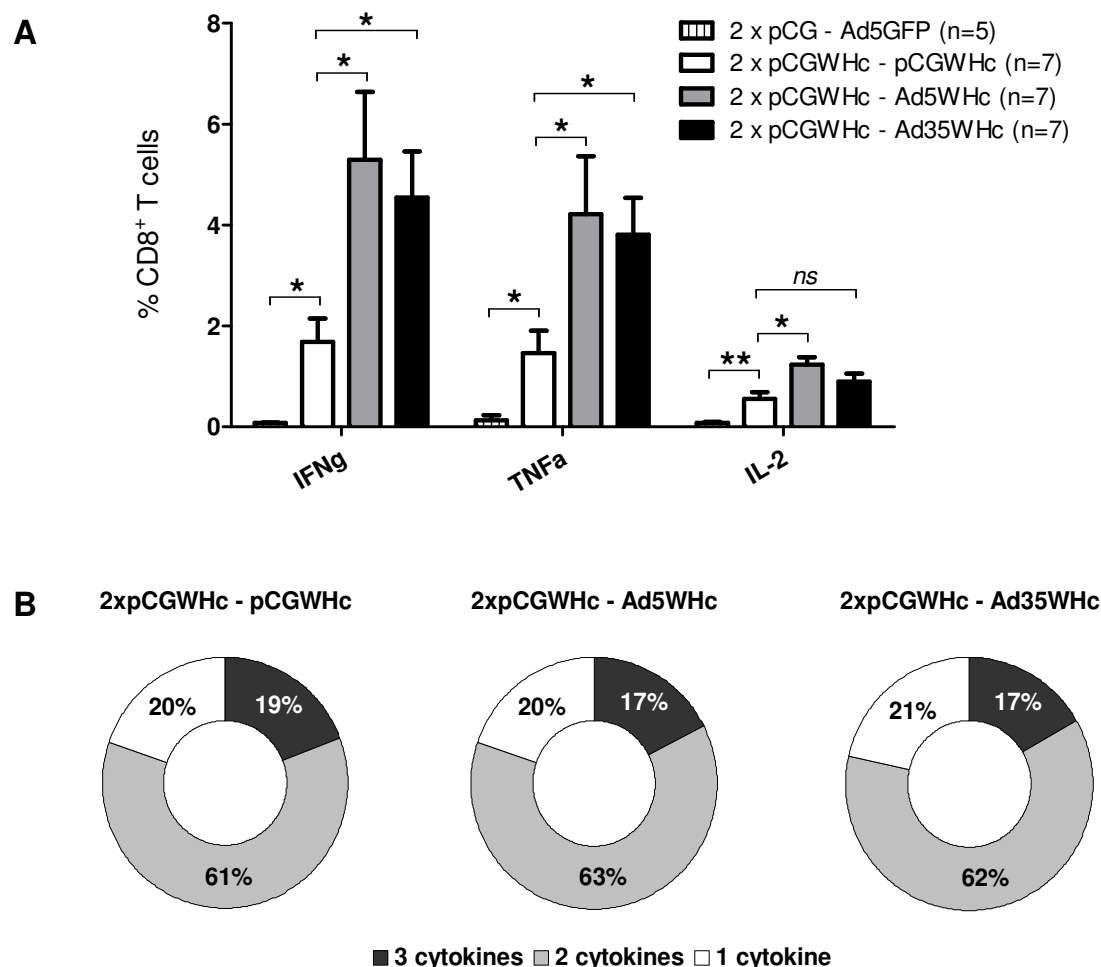 A
8
6
4
2
0
% CD8+ T cells
2 x pCG - Ad5GFP (n=5)
2 x pCGWHc - pCGWHc (n=7)
2 x pCGWHc - Ad5WHc (n=7)
2 x pCGWHc - Ad35WHc (n=7)
*
*
*
*
*
*
**
*
ns
IFNg
TNFa
IL-2
B
2xpCGWHc - pCGWHc
2xpCGWHc - Ad5WHc
2xpCGWHc - Ad35WHc
20%
19%
61%
20%
17%
63%
21%
17%
62%
3 cytokines
2 cytokines
1 cytokine